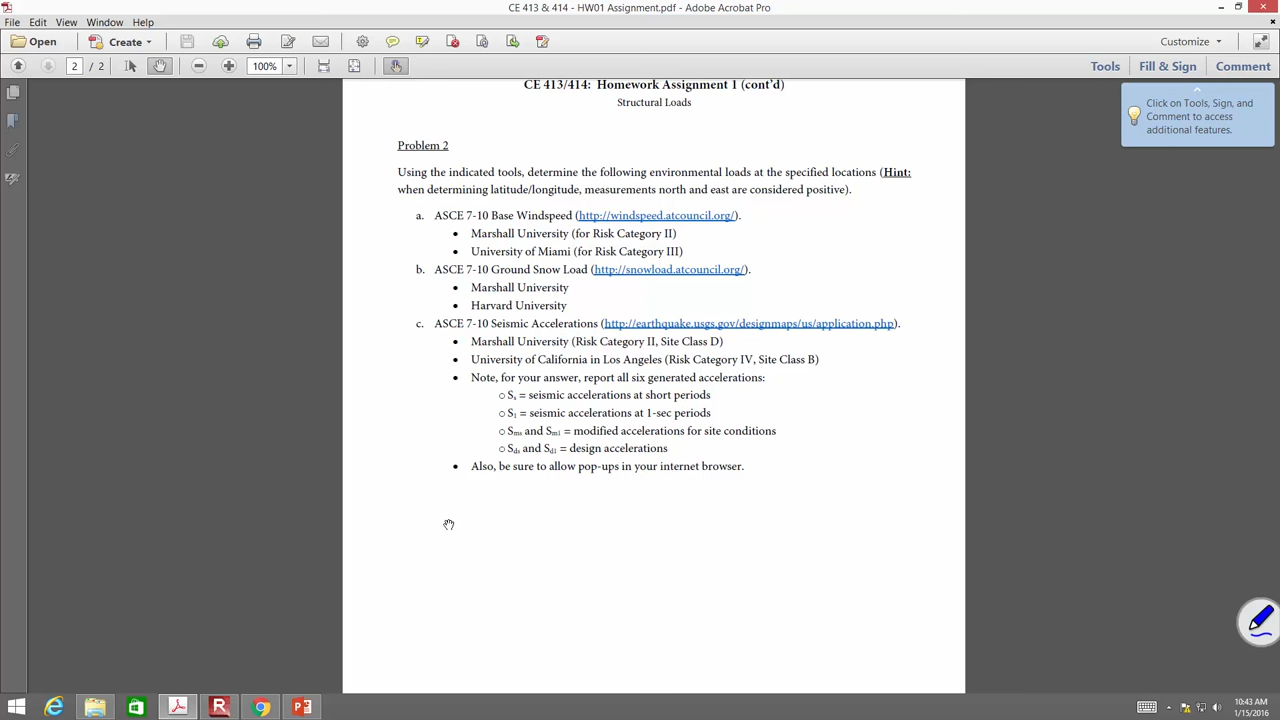 CE 413 & 414 - HW01 Assignment.pdf - Adobe Acrobat Pro
File Edit View Window Help
Open Create Customize
2 / 2 100% Tools Fill & Sign Comment
Click on Tools, Sign, and
Comment to access
additional features.
CE 413/414: Homework Assignment 1 (cont’d)
Structural Loads
Problem 2
Using the indicated tools, determine the following environmental loads at the specified locations (Hint:
when determining latitude/longitude, measurements north and east are considered positive).
a. ASCE 7-10 Base Windspeed (http://windspeed.atcouncil.org/).
• Marshall University (for Risk Category II)
• University of Miami (for Risk Category III)
b. ASCE 7-10 Ground Snow Load (http://snowload.atcouncil.org/).
• Marshall University
• Harvard University
c. ASCE 7-10 Seismic Accelerations (http://earthquake.usgs.gov/designmaps/us/application.php).
• Marshall University (Risk Category II, Site Class D)
• University of California in Los Angeles (Risk Category IV, Site Class B)
• Note, for your answer, report all six generated accelerations:
○ Ss = seismic accelerations at short periods
○ S1 = seismic accelerations at 1-sec periods
○ Sms and Sm1 = modified accelerations for site conditions
○ Sds and Sd1 = design accelerations
• Also, be sure to allow pop-ups in your internet browser.
10:43 AM
1/15/2016